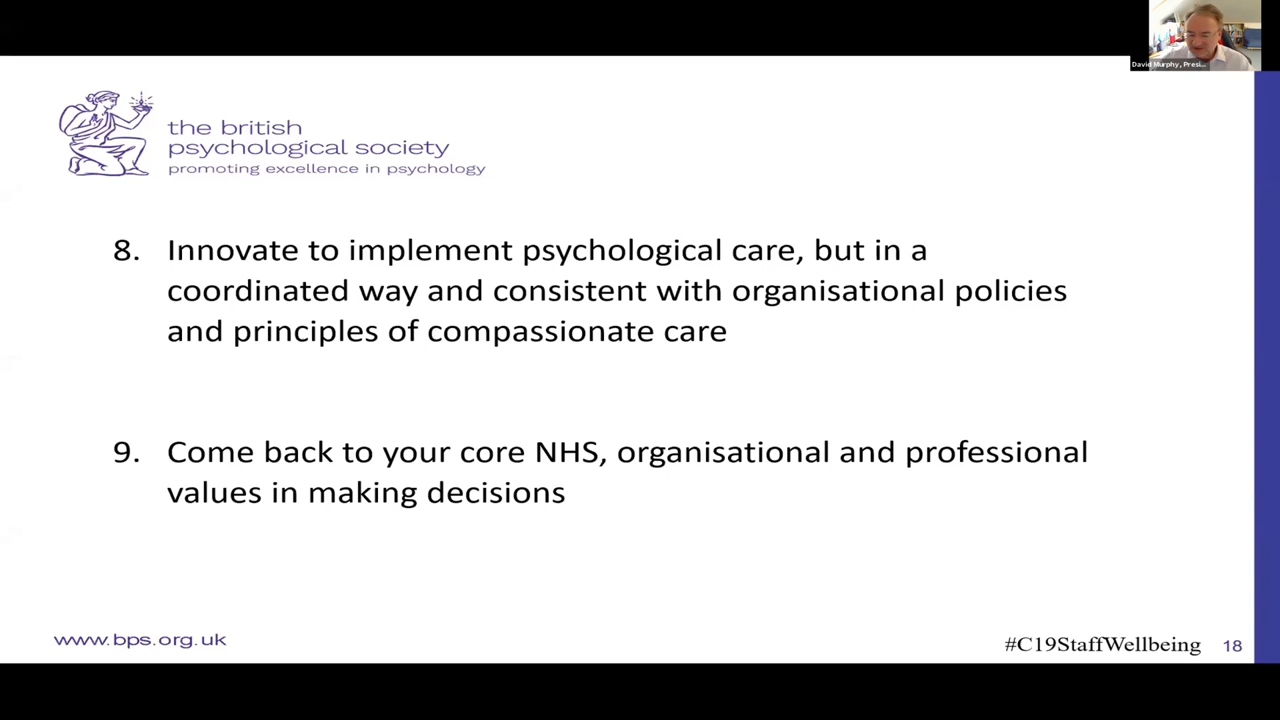 David Murphy, Presi...
the british
psychological society
promoting excellence in psychology
8. Innovate to implement psychological care, but in a
coordinated way and consistent with organisational policies
and principles of compassionate care
9. Come back to your core NHS, organisational and professional
values in making decisions
www.bps.org.uk
#C19StaffWellbeing 18